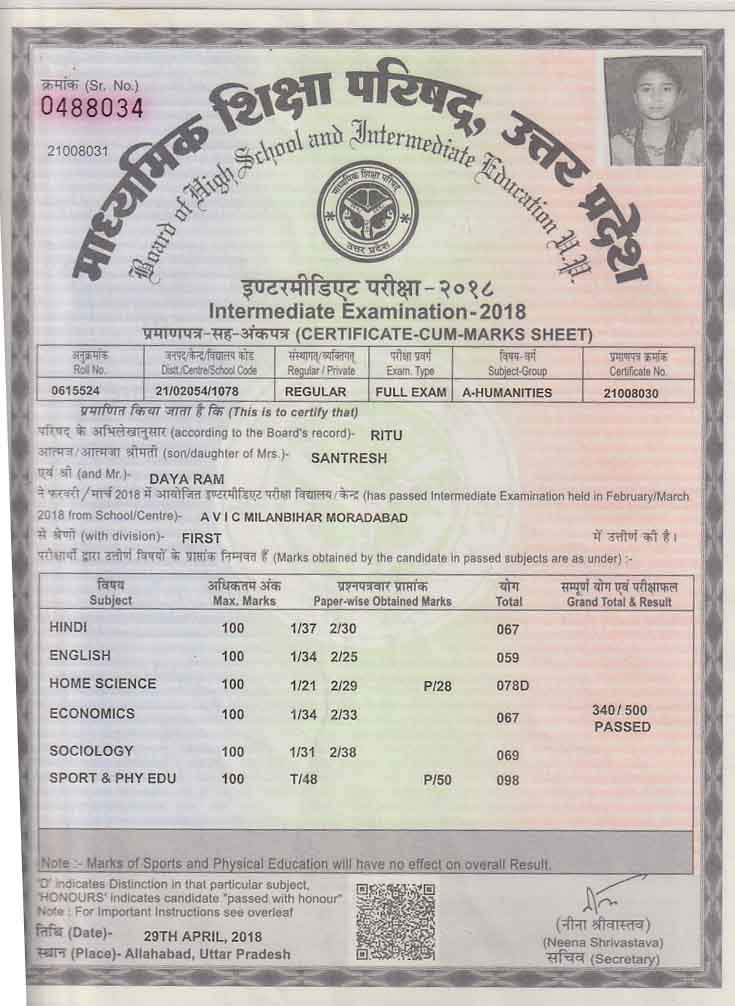 क्रमांक (Sr. No.)
0488034
21008031
माध्यमिक शिक्षा परिषद्, उत्तर प्रदेश
Board of High School and Intermediate Education U.P.
माध्यमिक शिक्षा परिषद
उत्तर प्रदेश
इण्टरमीडिएट परीक्षा-२०१८
Intermediate Examination-2018
प्रमाणपत्र-सह-अंकपत्र (CERTIFICATE-CUM-MARKS SHEET)
अनुक्रमांक जनपद/केन्द्र/विद्यालय कोड संस्थागत/व्यक्तिगत परीक्षा प्रवर्ग विषय-वर्ग प्रमाणपत्र क्रमांक
Roll No. Distt./Centre/School Code Regular / Private Exam. Type Subject-Group Certificate No.
0615524 21/02054/1078 REGULAR FULL EXAM A-HUMANITIES 21008030
प्रमाणित किया जाता है कि (This is to certify that)
परिषद के अभिलेखानुसार (according to the Board's record)- RITU
आत्मज/आत्मजा श्रीमती (son/daughter of Mrs.)- SANTRESH
एवं श्री (and Mr.)- DAYA RAM
ने फरवरी/मार्च 2018 में आयोजित इण्टरमीडिएट परीक्षा विद्यालय/केन्द्र (has passed Intermediate Examination held in February/March
2018 from School/Centre)- A V I C MILANBIHAR MORADABAD
से श्रेणी (with division)- FIRST में उत्तीर्ण की है।
परीक्षार्थी द्वारा उत्तीर्ण विषयों के प्राप्तांक निम्नवत हैं (Marks obtained by the candidate in passed subjects are as under) :-
विषय अधिकतम अंक प्रश्नपत्रवार प्राप्तांक योग सम्पूर्ण योग एवं परीक्षाफल
Subject Max. Marks Paper-wise Obtained Marks Total Grand Total & Result
HINDI 100 1/37 2/30 067
ENGLISH 100 1/34 2/25 059
HOME SCIENCE 100 1/21 2/29 P/28 078D
ECONOMICS 100 1/34 2/33 067 340/ 500
PASSED
SOCIOLOGY 100 1/31 2/38 069
SPORT & PHY EDU 100 T/48 P/50 098
Note :- Marks of Sports and Physical Education will have no effect on overall Result.
'D' indicates Distinction in that particular subject,
'HONOURS' indicates candidate "passed with honour"
Note : For Important Instructions see overleaf
तिथि (Date)- 29TH APRIL, 2018
स्थान (Place)- Allahabad, Uttar Pradesh
(नीना श्रीवास्तव)
(Neena Shrivastava)
सचिव (Secretary)